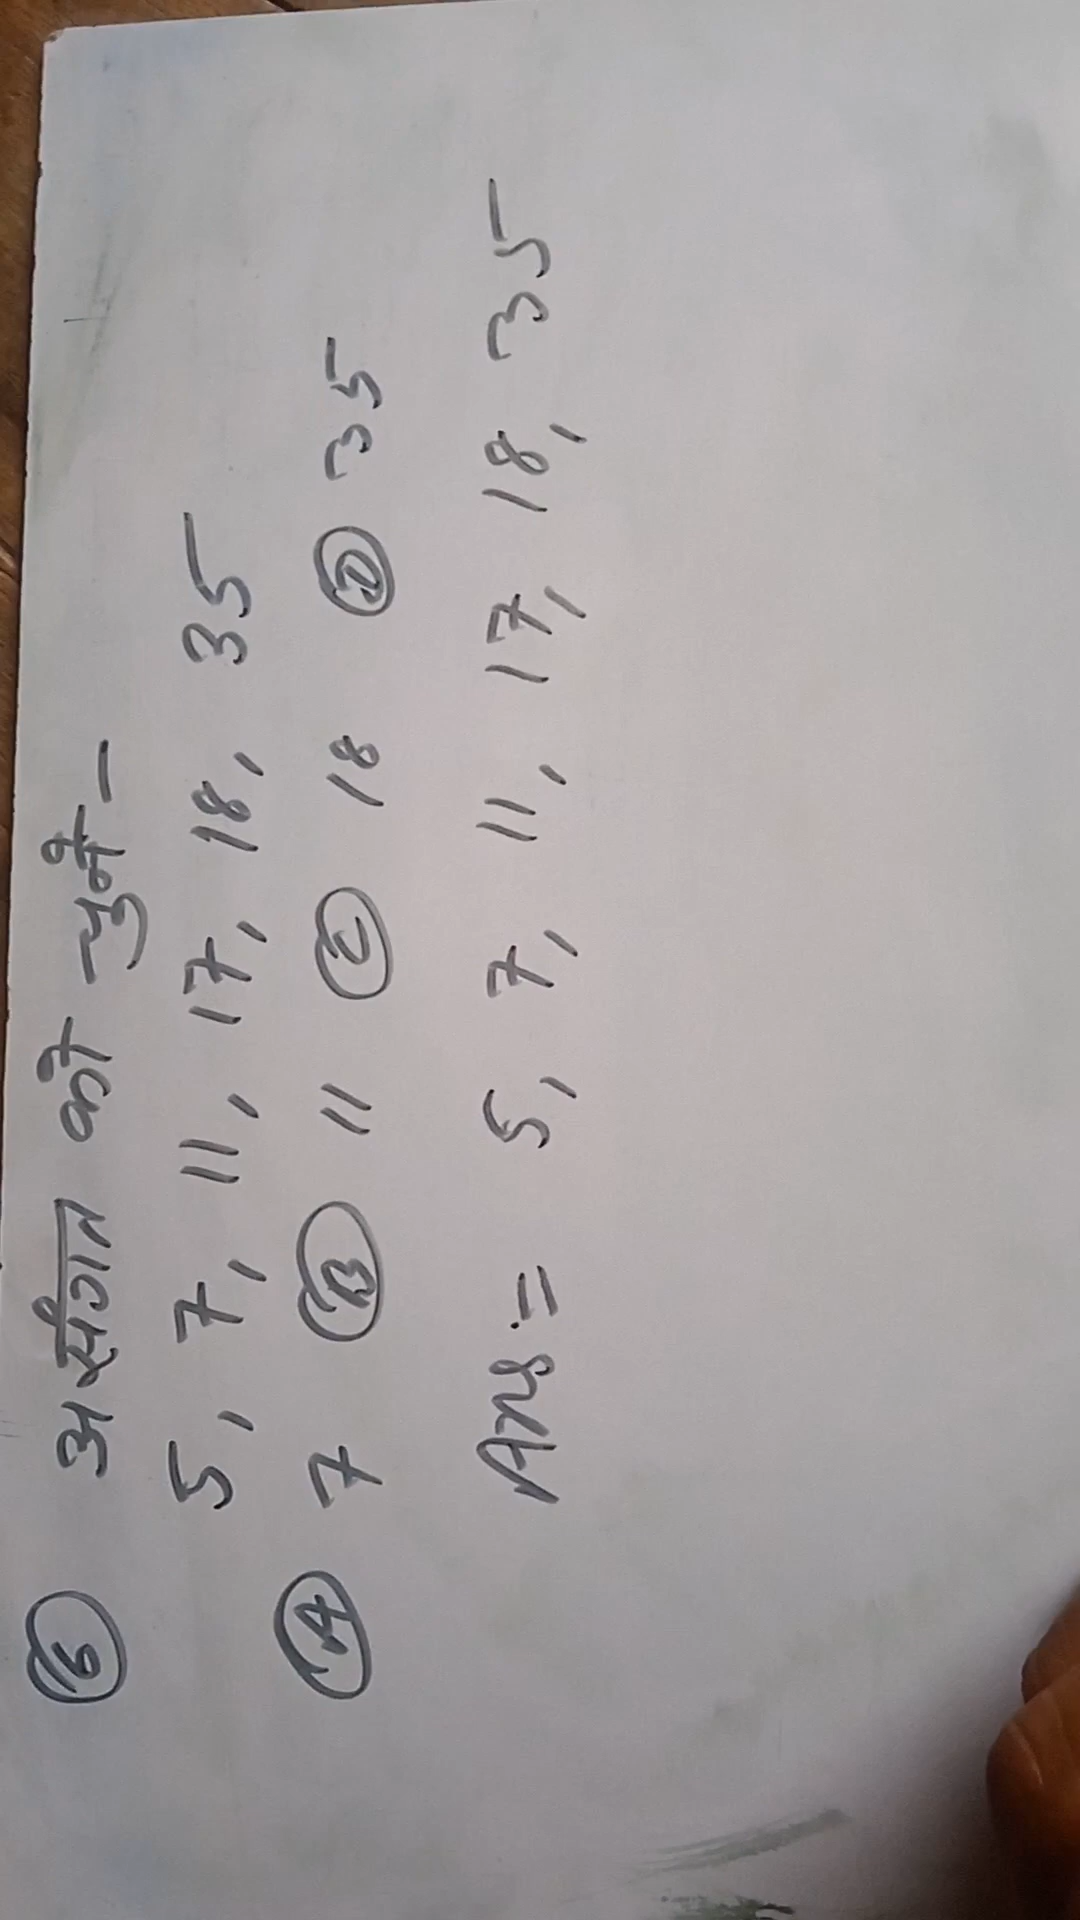 6 असंगत को चुने -
5, 7, 11, 17, 18, 35
A 7 B 11 C 18 D 35
Ans:= 5, 7, 11, 17, 18, 35